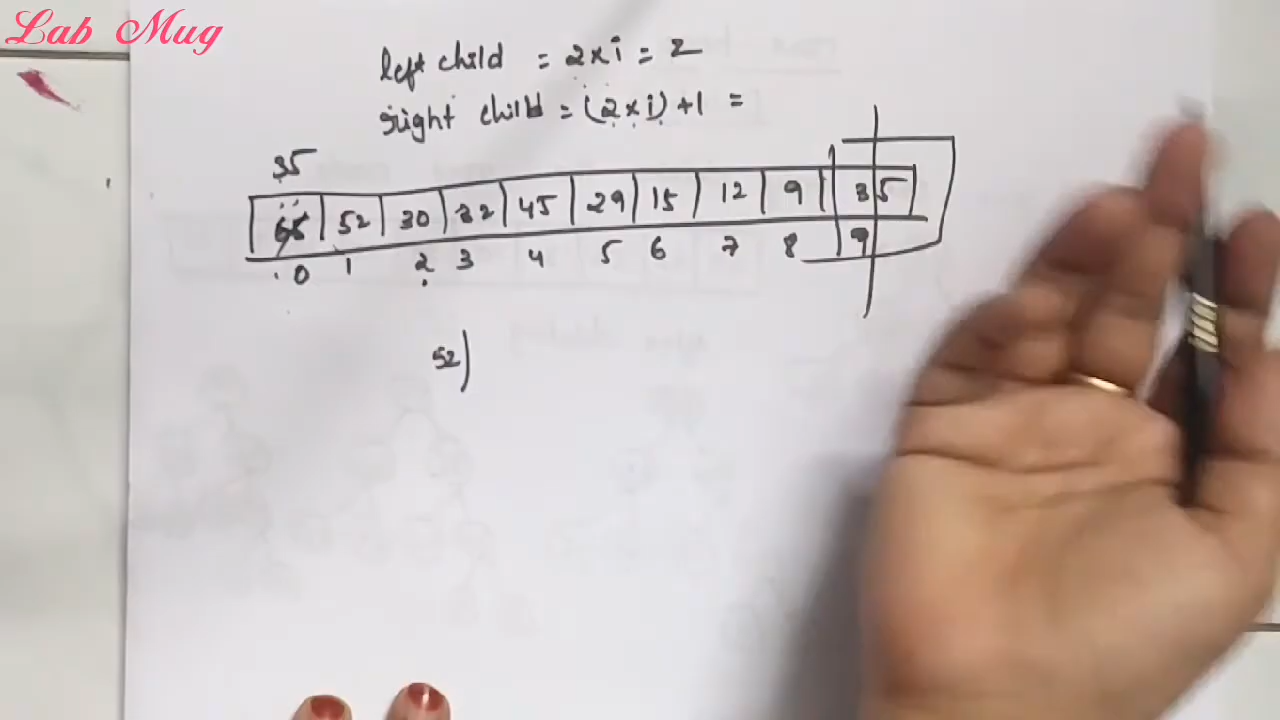 Lab Mug
left child = 2 x i = 2
right child = (2 x i) + 1 =
35
65 52 30 32 45 29 15 12 9 35
0 1 2 3 4 5 6 7 8 9
52